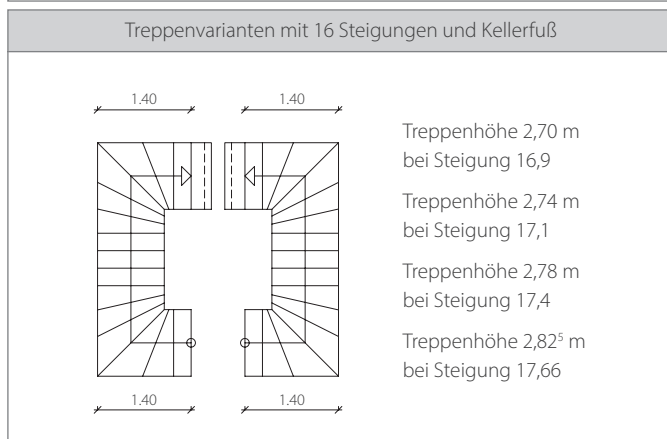 Treppenvarianten mit 16 Steigungen und Kellerfuß
1.40 1.40
Treppenhöhe 2,70 m
bei Steigung 16,9
Treppenhöhe 2,74 m
bei Steigung 17,1
Treppenhöhe 2,78 m
bei Steigung 17,4
Treppenhöhe 2,82⁵ m
bei Steigung 17,66
1.40 1.40